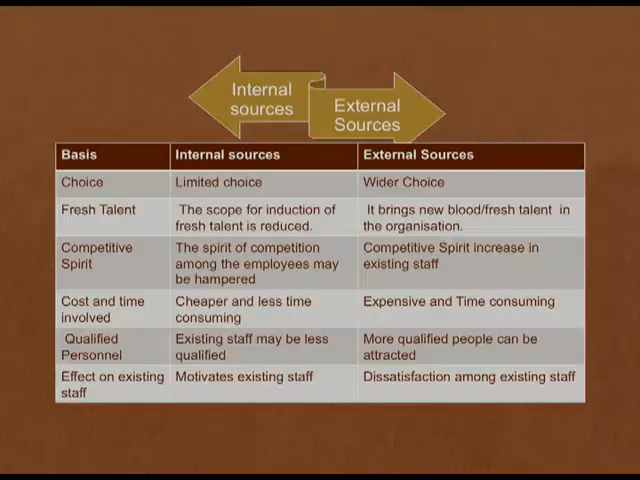 Internal
sources
External
Sources
Basis Internal sources External Sources
Choice Limited choice Wider Choice
Fresh Talent The scope for induction of It brings new blood/fresh talent in
fresh talent is reduced. the organisation.
Competitive The spirit of competition Competitive Spirit increase in
Spirit among the employees may existing staff
be hampered
Cost and time Cheaper and less time Expensive and Time consuming
involved consuming
Qualified Existing staff may be less More qualified people can be
Personnel qualified attracted
Effect on existing Motivates existing staff Dissatisfaction among existing staff
staff